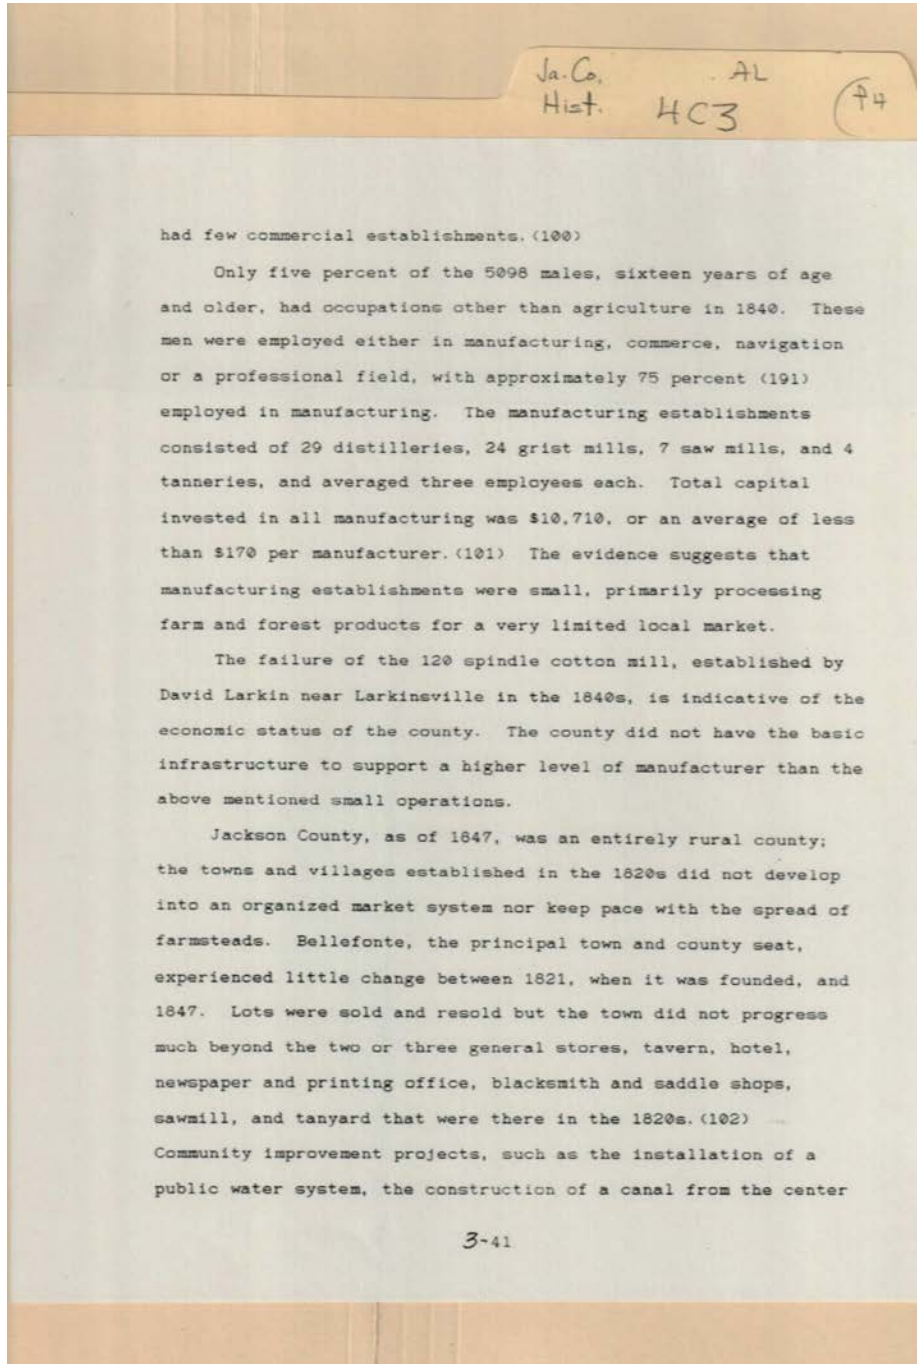 Ja. Co. AL
Hist. 4C3 P4
had few commercial establishments.(100)
Only five percent of the 5098 males, sixteen years of age
and older, had occupations other than agriculture in 1840. These
men were employed either in manufacturing, commerce, navigation
or a professional field, with approximately 75 percent (191)
employed in manufacturing. The manufacturing establishments
consisted of 29 distilleries, 24 grist mills, 7 saw mills, and 4
tanneries, and averaged three employees each. Total capital
invested in all manufacturing was $10,710, or an average of less
than $170 per manufacturer.(101) The evidence suggests that
manufacturing establishments were small, primarily processing
farm and forest products for a very limited local market.
The failure of the 120 spindle cotton mill, established by
David Larkin near Larkinsville in the 1840s, is indicative of the
economic status of the county. The county did not have the basic
infrastructure to support a higher level of manufacturer than the
above mentioned small operations.
Jackson County, as of 1847, was an entirely rural county;
the towns and villages established in the 1820s did not develop
into an organized market system nor keep pace with the spread of
farmsteads. Bellefonte, the principal town and county seat,
experienced little change between 1821, when it was founded, and
1847. Lots were sold and resold but the town did not progress
much beyond the two or three general stores, tavern, hotel,
newspaper and printing office, blacksmith and saddle shops,
sawmill, and tanyard that were there in the 1820s.(102)
Community improvement projects, such as the installation of a
public water system, the construction of a canal from the center
3-41